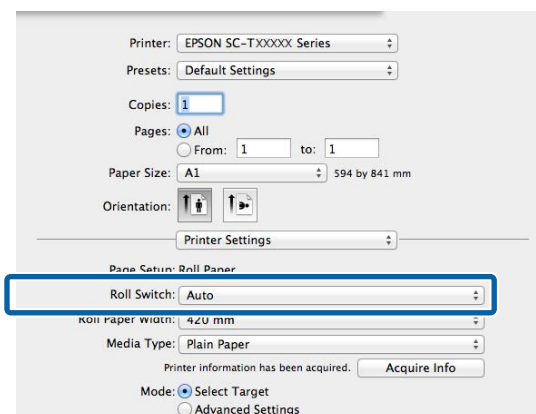 Printer: EPSON SC-TXXXXX Series
Presets: Default Settings
Copies: 1
Pages: All
From: 1 to: 1
Paper Size: A1 594 by 841 mm
Orientation:
Printer Settings
Page Setup: Roll Paper
Roll Switch: Auto
Roll Paper Width: 420 mm
Media Type: Plain Paper
Printer information has been acquired. Acquire Info
Mode: Select Target
Advanced Settings